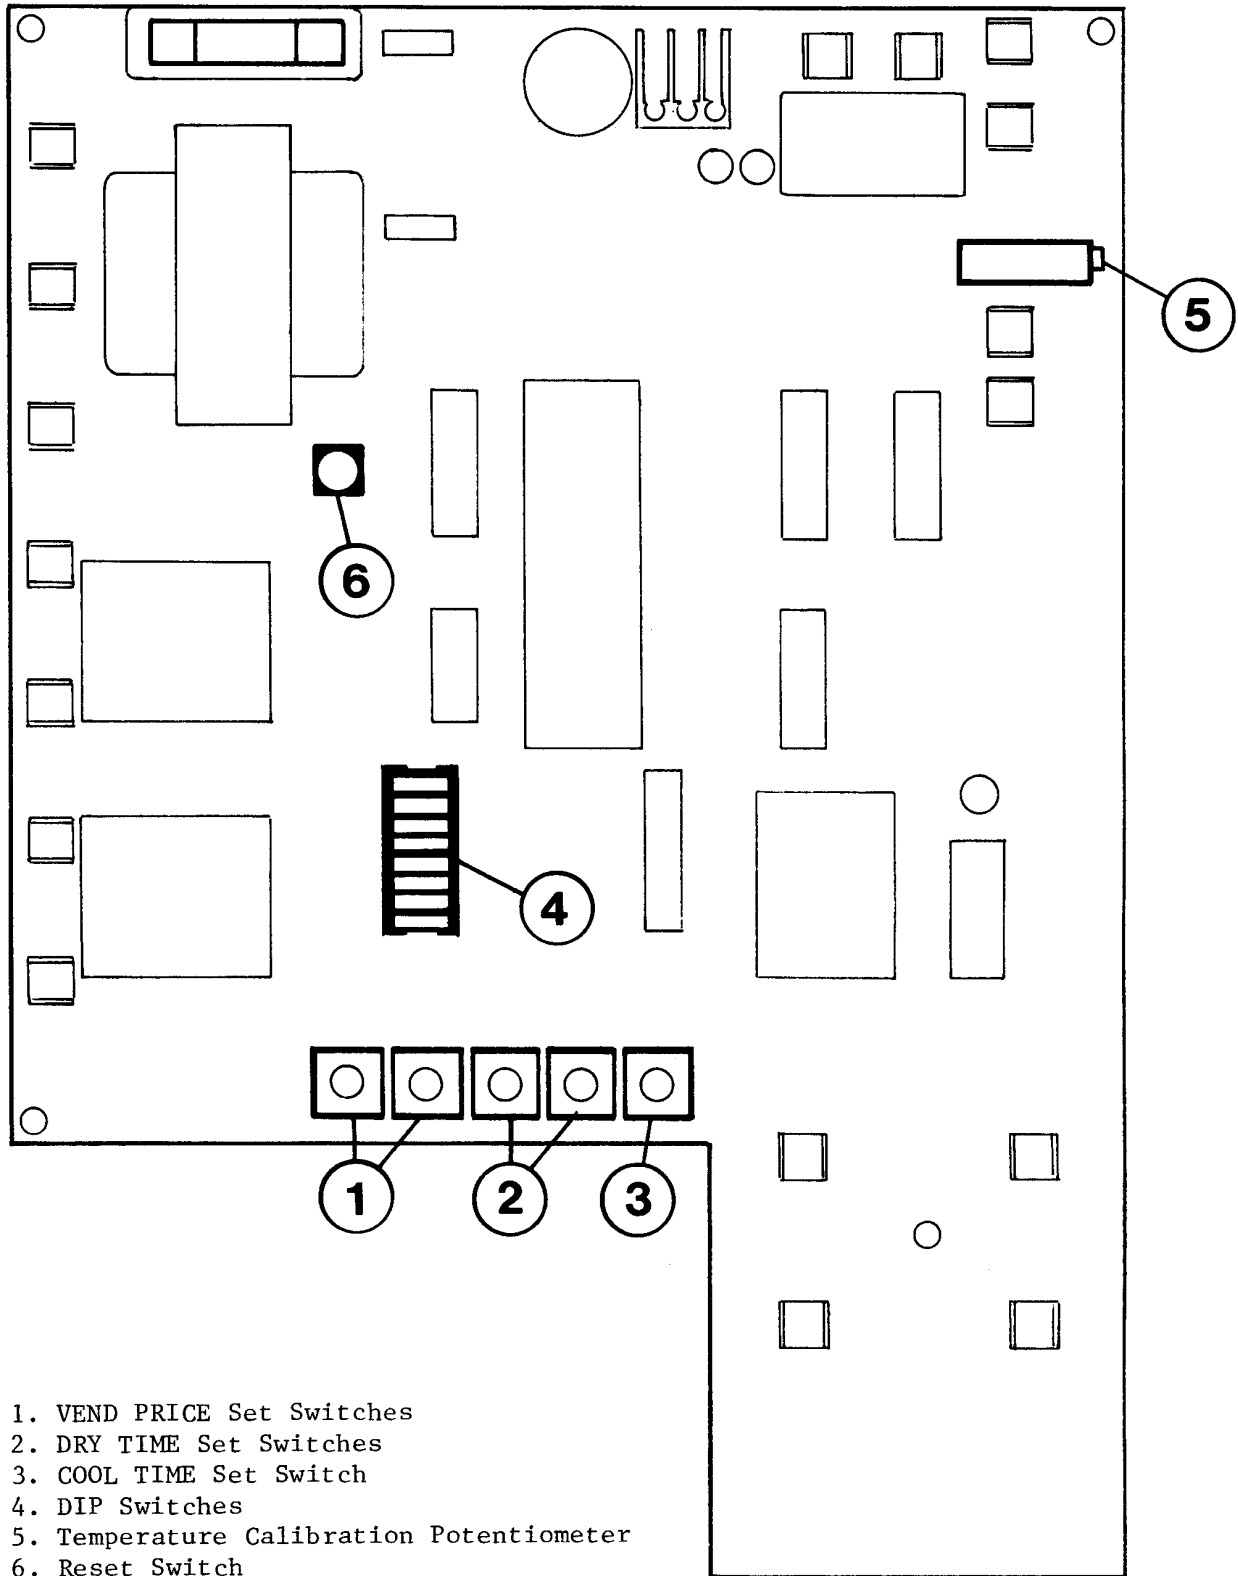 5
6
4
1 2 3
1. VEND PRICE Set Switches
2. DRY TIME Set Switches
3. COOL TIME Set Switch
4. DIP Switches
5. Temperature Calibration Potentiometer
6. Reset Switch